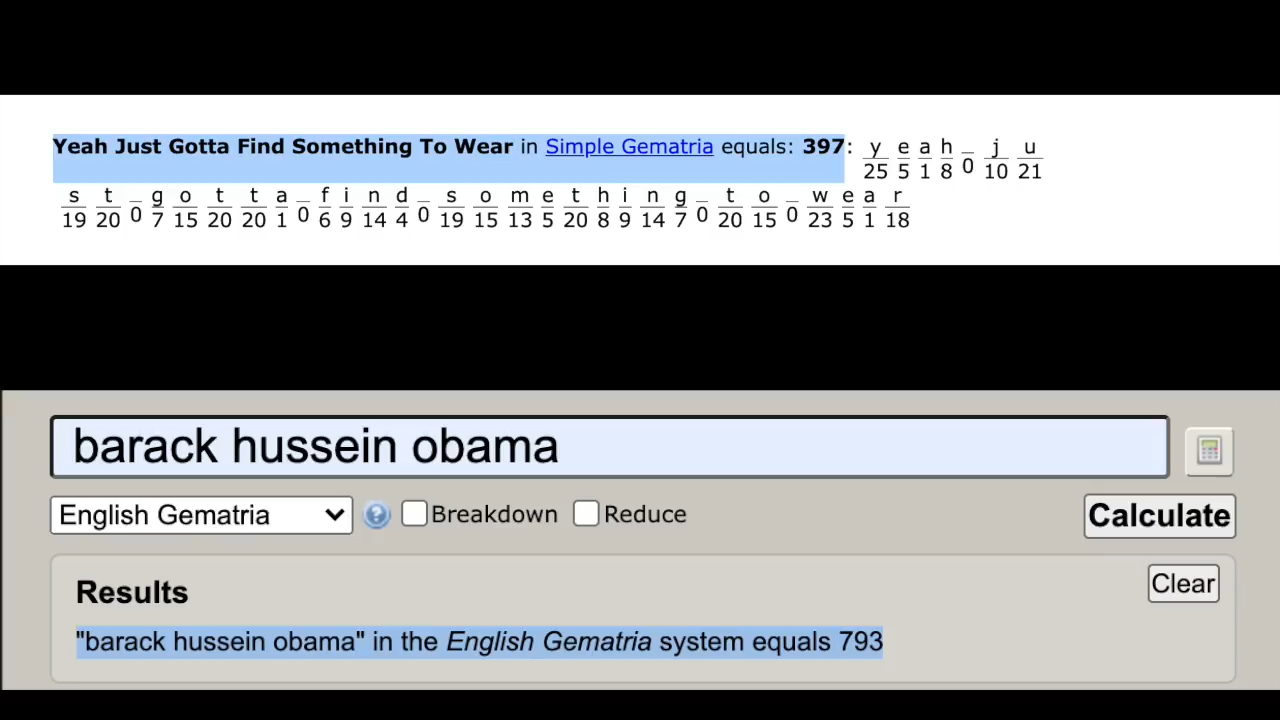 Yeah Just Gotta Find Something To Wear in Simple Gematria equals: 397: y e a h _ j u
25 5 1 8 0 10 21
s t _ g o t t a _ f i n d _ s o m e t h i n g _ t o _ w e a r
19 20 0 7 15 20 20 1 0 6 9 14 4 0 19 15 13 5 20 8 9 14 7 0 20 15 0 23 5 1 18
barack hussein obama
English Gematria Breakdown Reduce Calculate
Results Clear
"barack hussein obama" in the English Gematria system equals 793